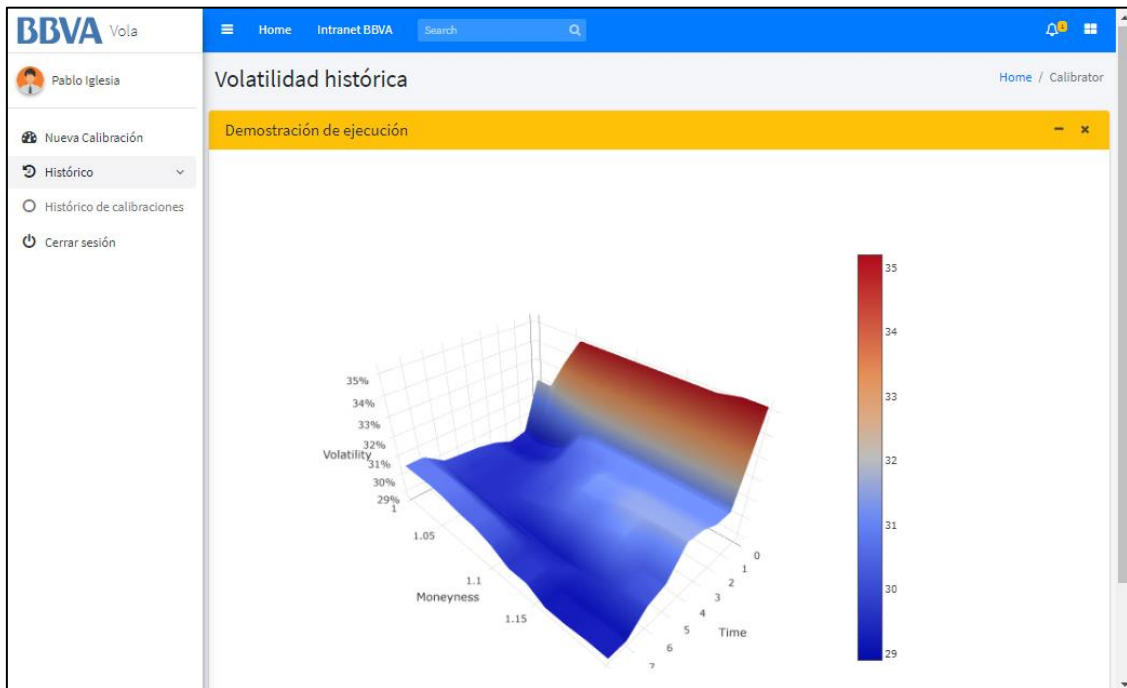 BBVA Vola
Home
Intranet BBVA
Search
1
Pablo Iglesia
Volatilidad histórica
Home / Calibrator
Demostración de ejecución
Nueva Calibración
Histórico
Histórico de calibraciones
Cerrar sesión
35%
34%
33%
32%
31%
30%
29%
Volatility
1
1.05
1.1
1.15
Moneyness
0
1
2
3
4
5
6
7
Time
35
34
33
32
31
30
29